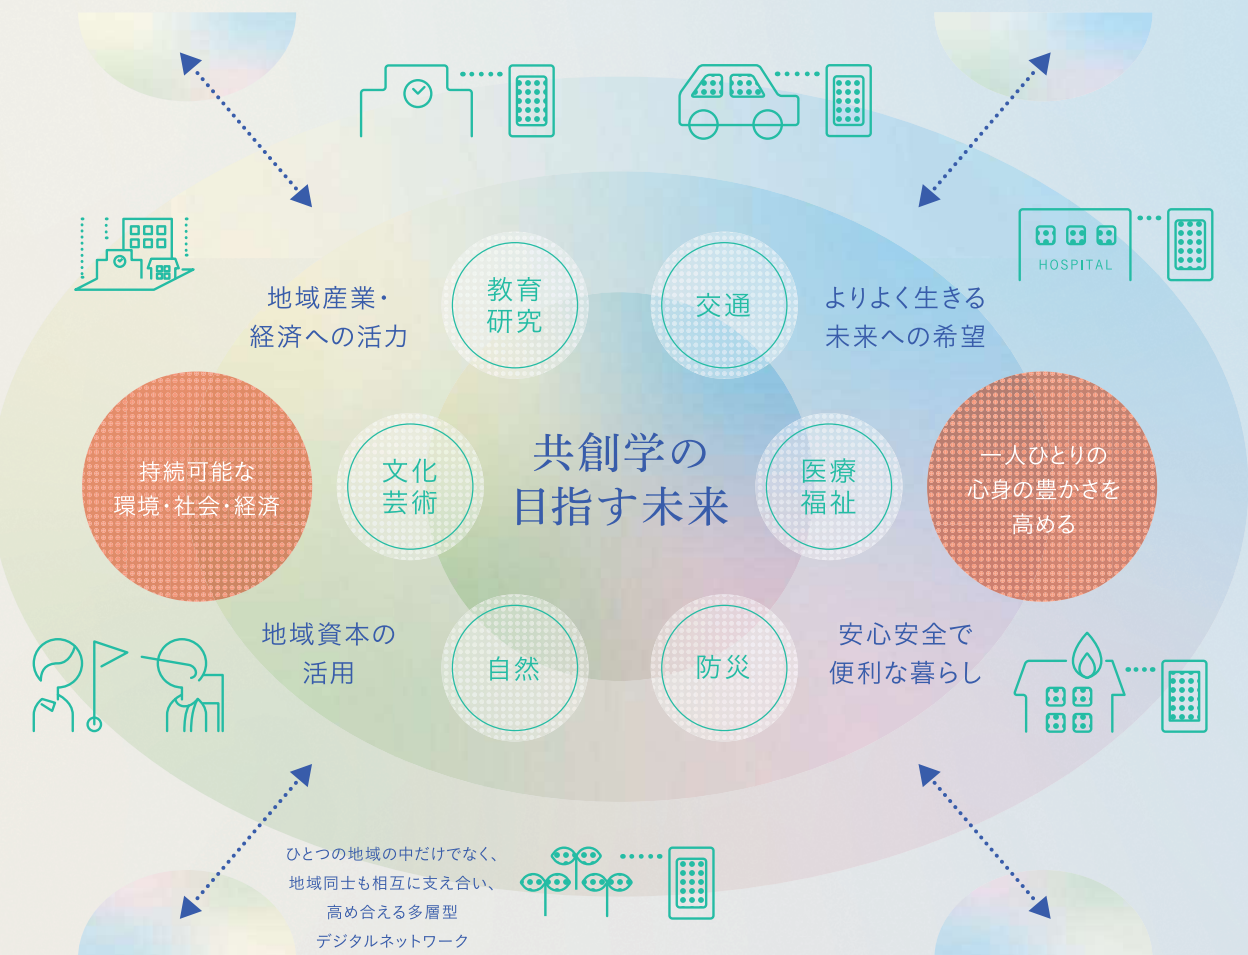 HOSPITAL
地域産業・
経済への活力
教育
研究
交通
よりよく生きる
未来への希望
持続可能な
環境・社会・経済
文化
芸術
共創学の
目指す未来
医療
福祉
一人ひとりの
心身の豊かさを
高める
地域資本の
活用
自然
防災
安心安全で
便利な暮らし
ひとつの地域の中だけでなく、
地域同士も相互に支え合い、
高め合える多層型
デジタルネットワーク